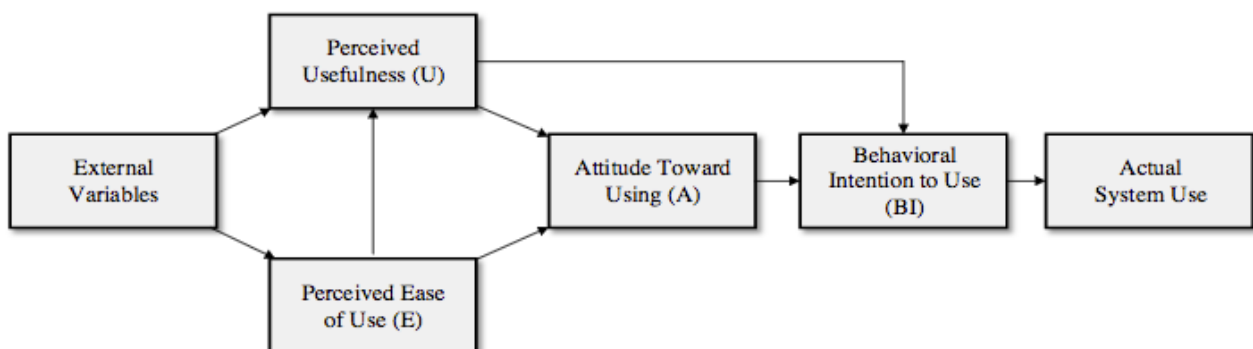 Perceived
Usefulness (U)
External
Variables
Attitude Toward
Using (A)
Behavioral
Intention to Use
(BI)
Actual
System Use
Perceived Ease
of Use (E)